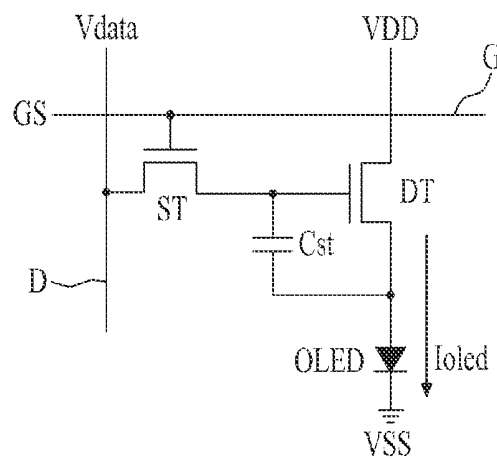 Vdata
VDD
GS
G
ST
DT
Cst
D
OLED
Ioled
VSS